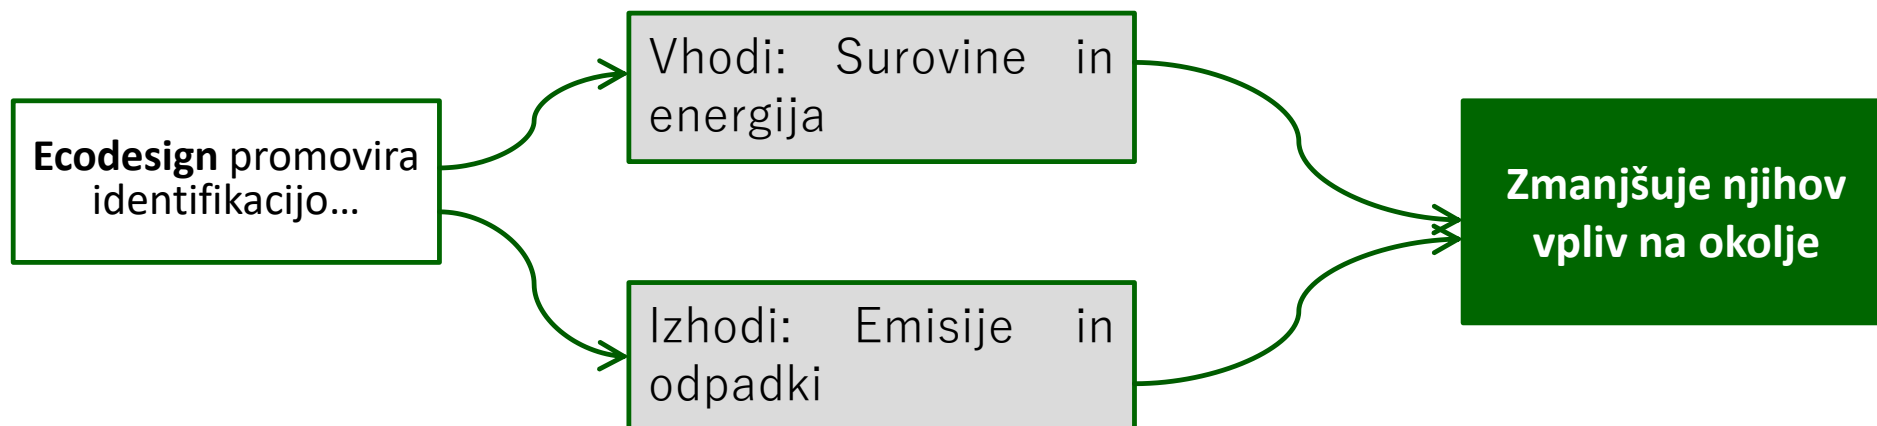 Ecodesign promovira
identifikacijo...
Vhodi: Surovine in
energija
Izhodi: Emisije in
odpadki
Zmanjšuje njihov
vpliv na okolje